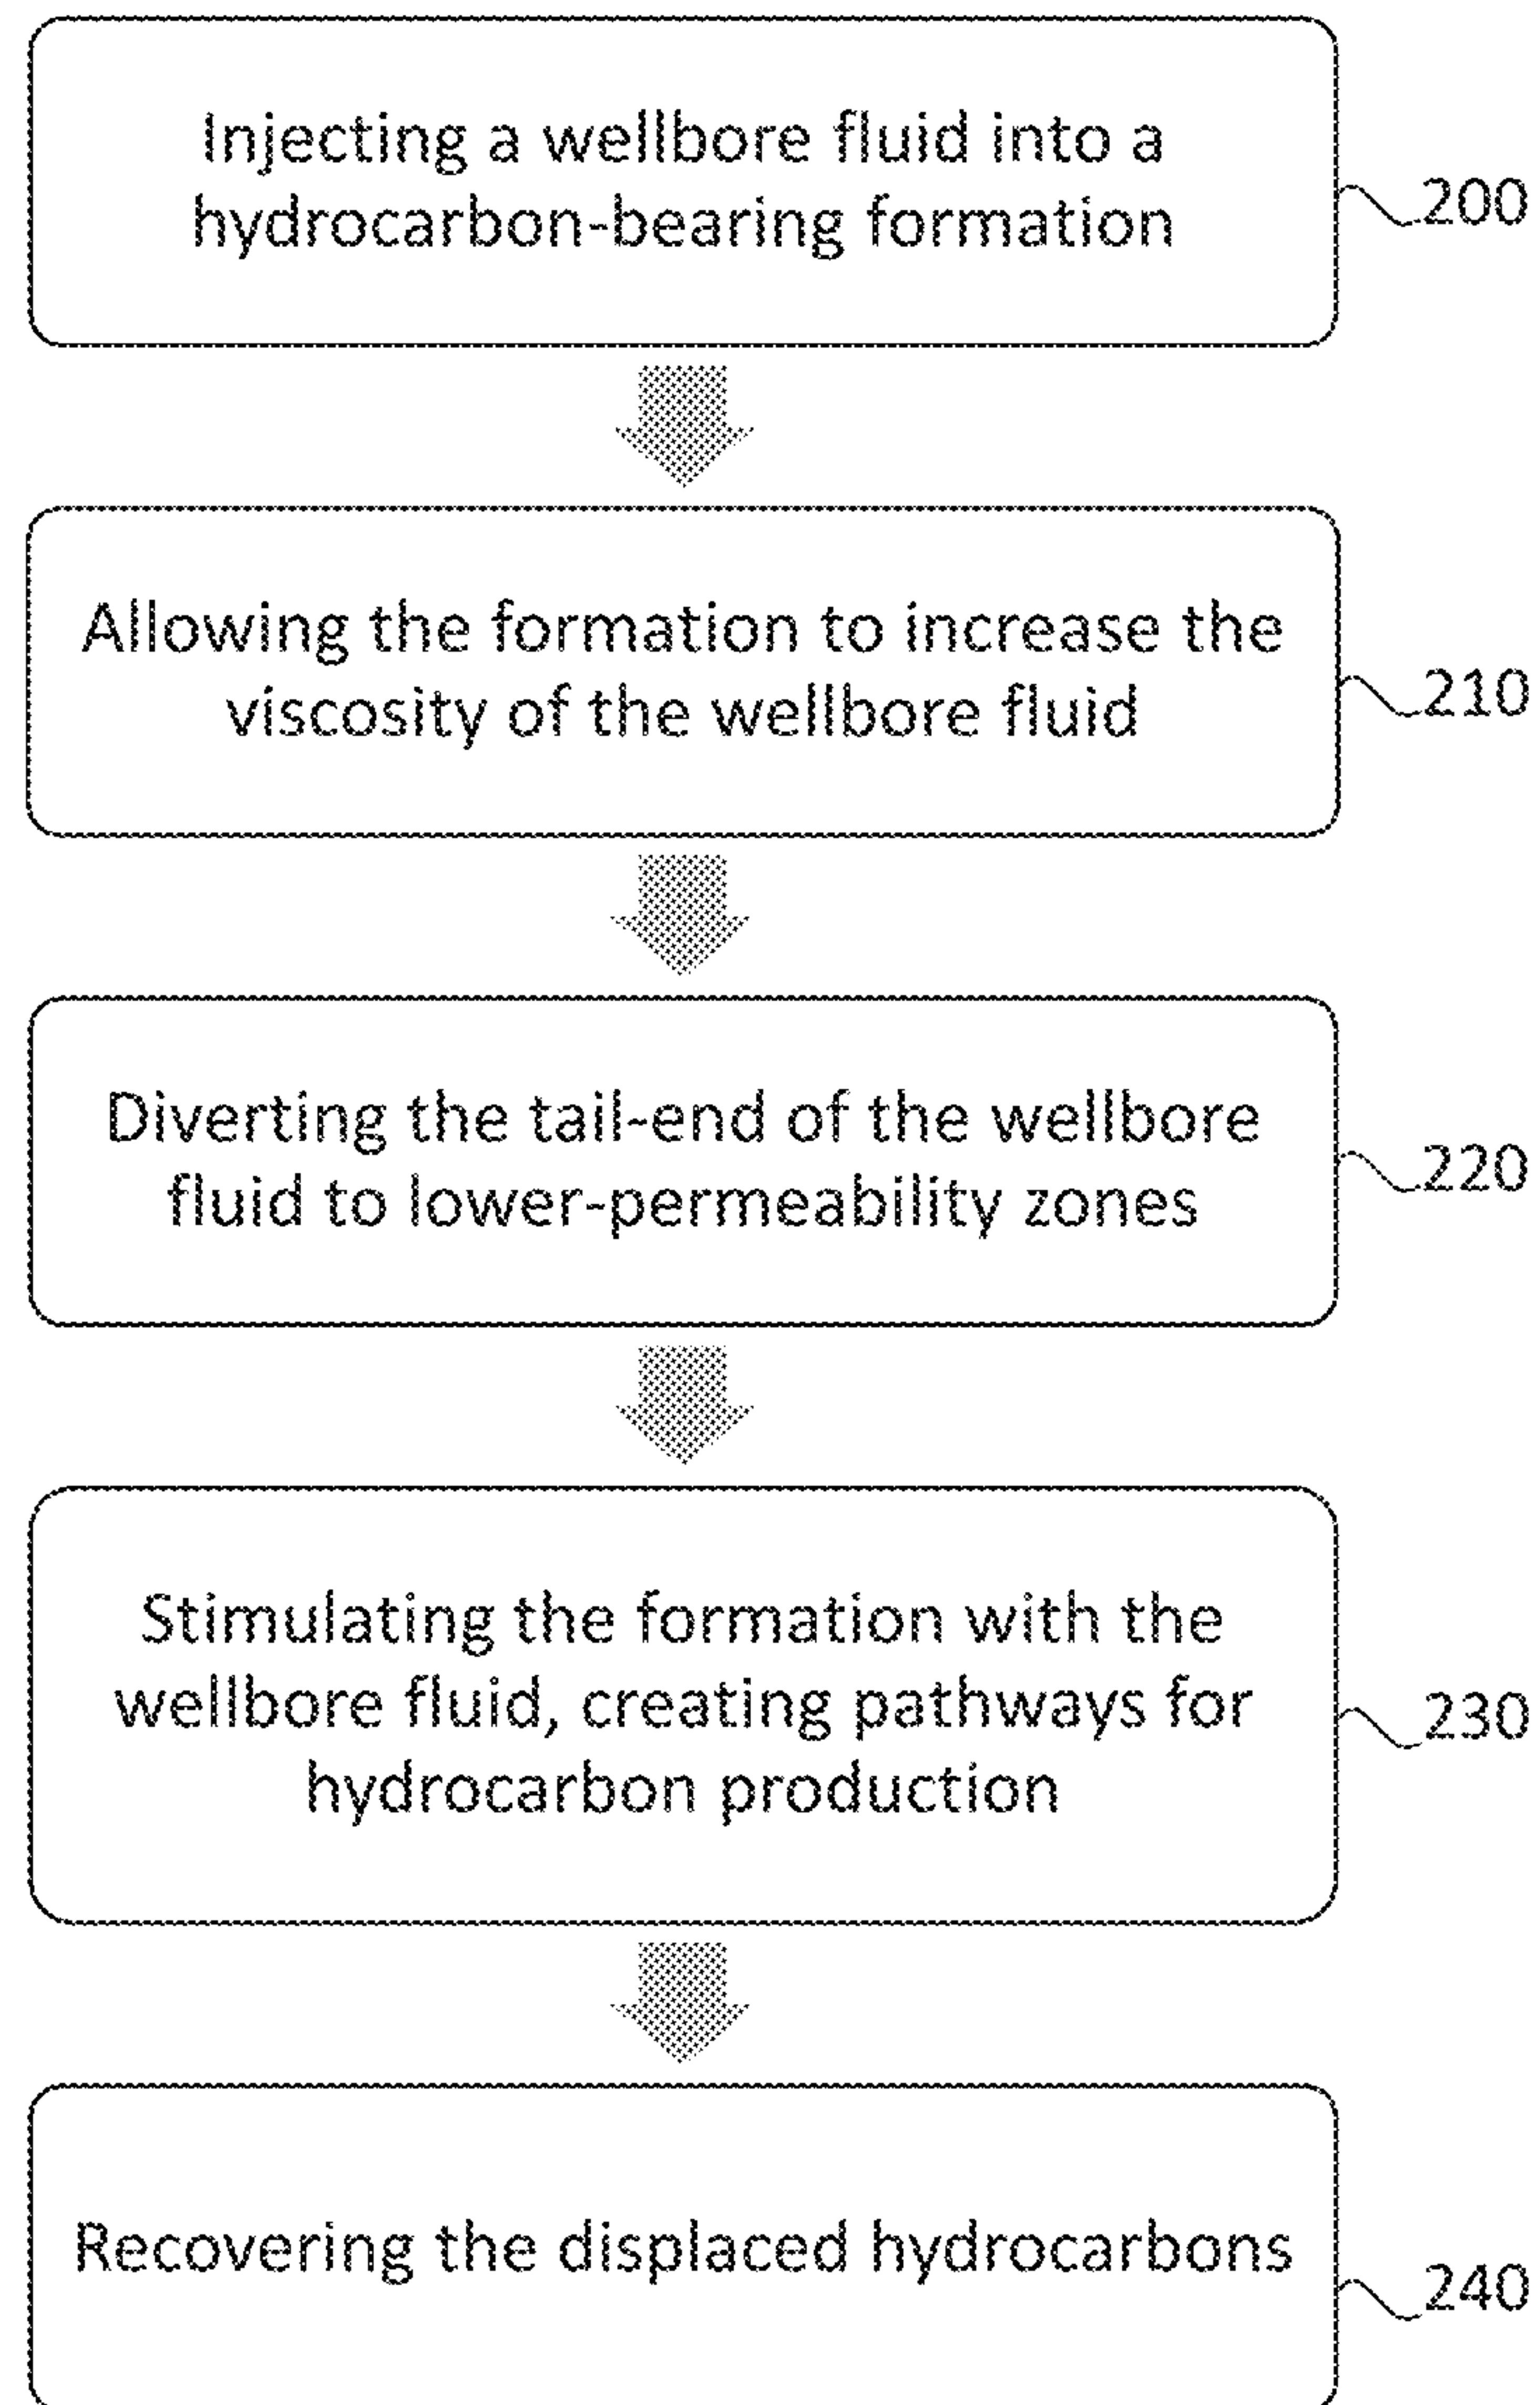 Injecting a wellbore fluid into a
hydrocarbon-bearing formation
200
Allowing the formation to increase the
viscosity of the wellbore fluid
210
Diverting the tail-end of the wellbore
fluid to lower-permeability zones
220
Stimulating the formation with the
wellbore fluid, creating pathways for
hydrocarbon production
230
Recovering the displaced hydrocarbons
240